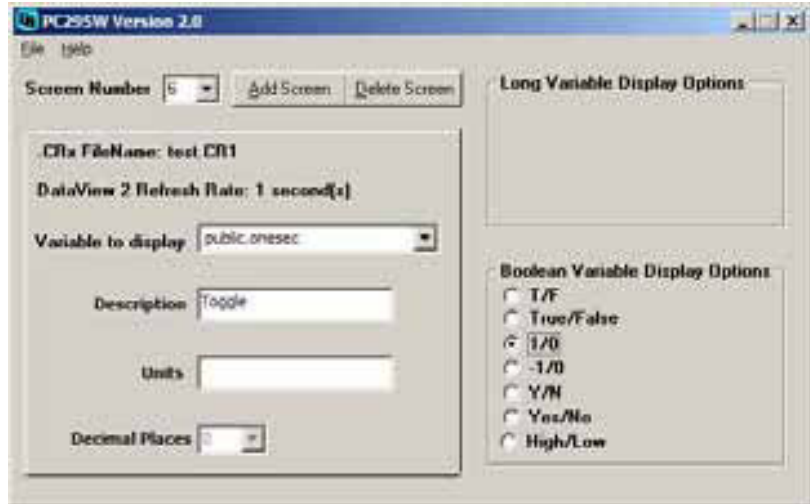 PC295W Version 2.0
File Help
Screen Number 6 Add Screen Delete Screen
.CRx FileName: test.CR1
DataView 2 Refresh Rate: 1 second(s)
Variable to display public.onesec
Description Toggle
Units
Decimal Places
Long Variable Display Options
Boolean Variable Display Options
T/F
True/False
1/0
-1/0
Y/N
Yes/No
High/Low